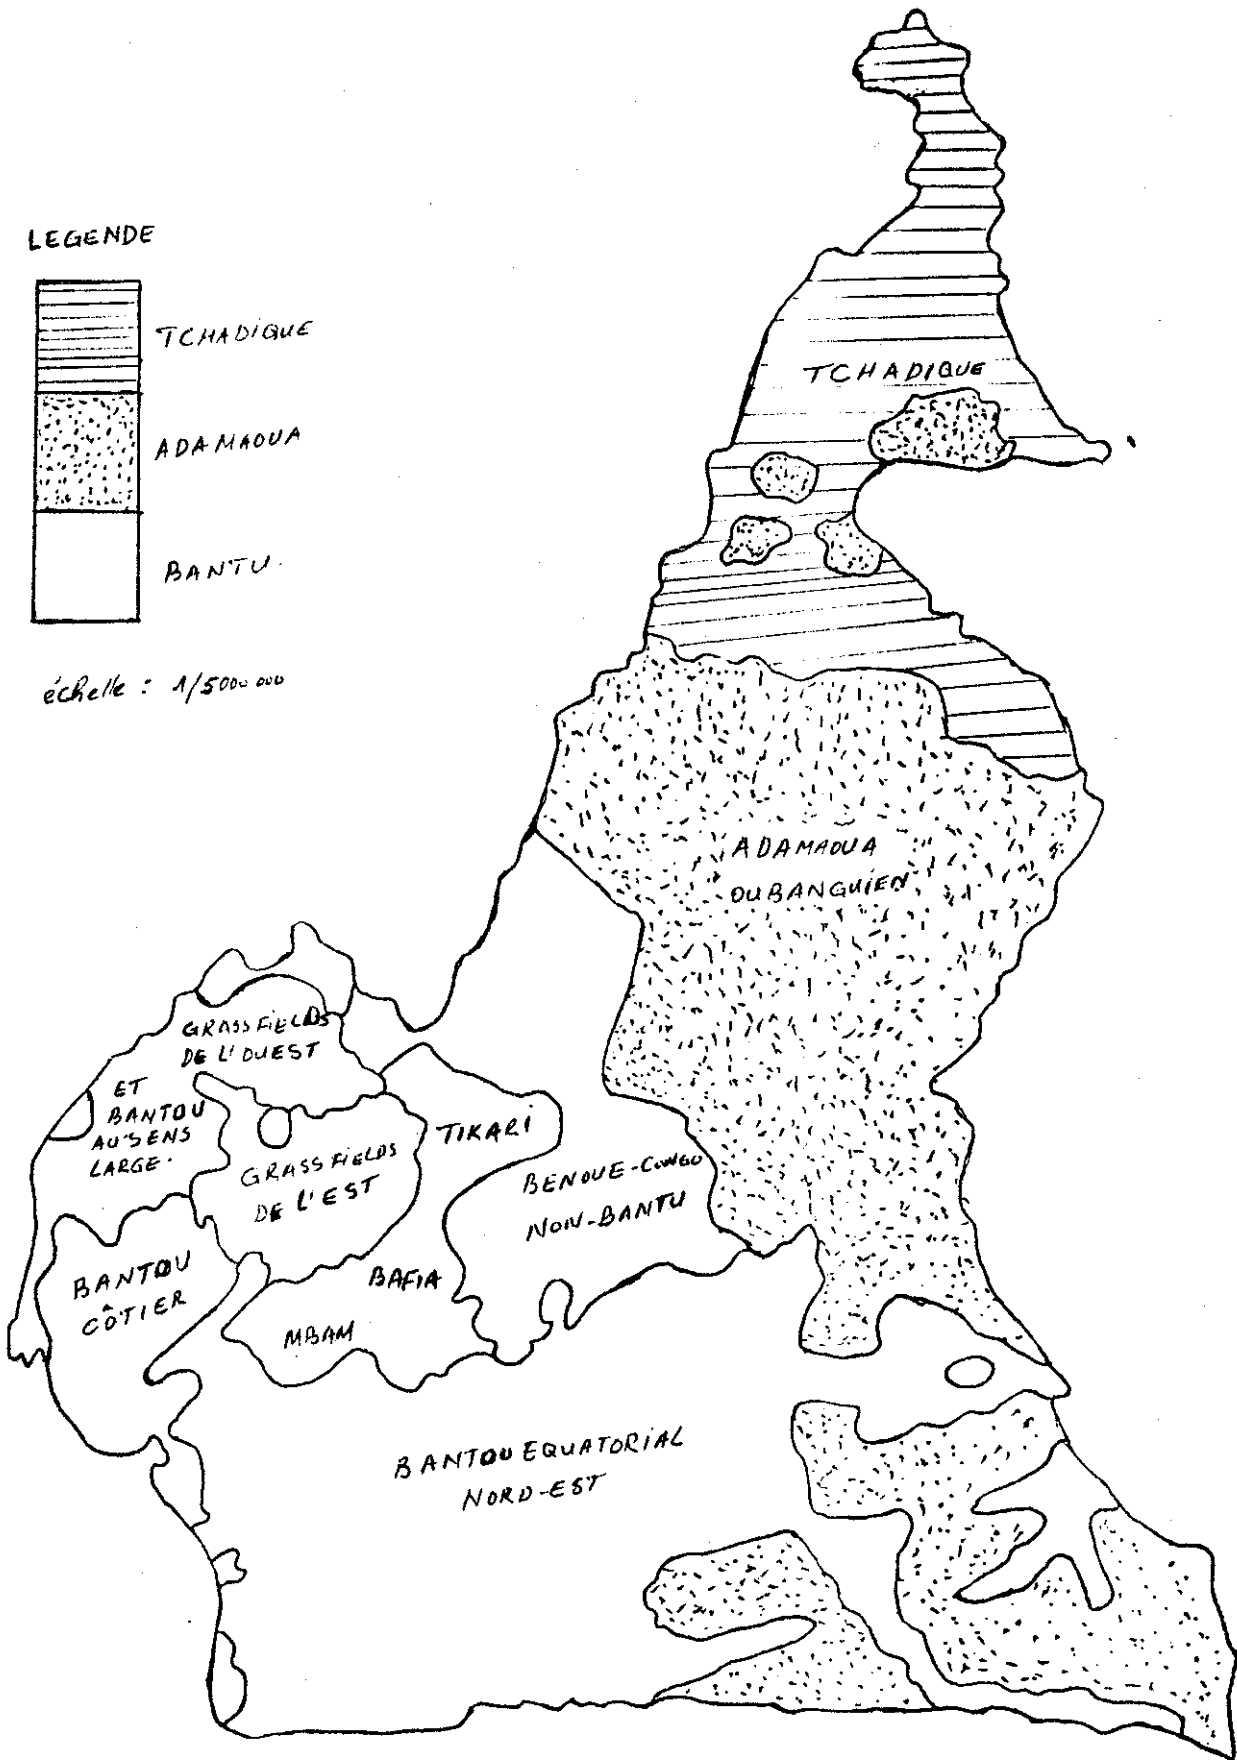 LEGENDE
TCHADIQUE
ADAMAOUA
BANTU.
échelle : 1/5000 000
TCHADIQUE
ADAMAOUA
OUBANGUIEN
GRASSFIELDS
DE L'OUEST
ET
BANTOU
AU SENS
LARGE.
GRASSFIELDS
DE L'EST
TIKARI
BENOUE-CONGO
NON-BANTU
BANTOU
CÔTIER
BAFIA
MBAM
BANTOU EQUATORIAL
NORD-EST